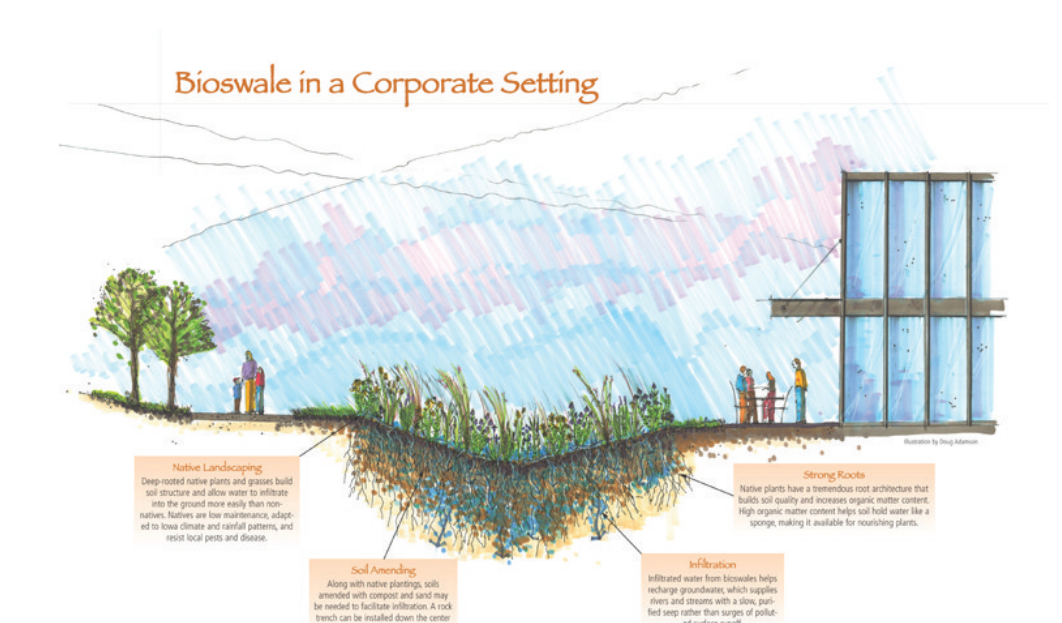 Bioswale in a Corporate Setting
Illustration by Doug Adamson
Native Landscaping
Deep-rooted native plants and grasses build
soil structure and allow water to infiltrate
into the ground more easily than non-
natives. Natives are low maintenance, adapt-
ed to Iowa climate and rainfall patterns, and
resist local pests and disease.
Strong Roots
Native plants have a tremendous root architecture that
builds soil quality and increases organic matter content.
High organic matter content helps soil hold water like a
sponge, making it available for nourishing plants.
Soil Amending
Along with native plantings, soils
amended with compost and sand may
be needed to facilitate infiltration. A rock
trench can be installed down the center
Infiltration
Infiltrated water from bioswales helps
recharge groundwater, which supplies
rivers and streams with a slow, puri-
fied seep rather than surges of pollut-
ed surface runoff.